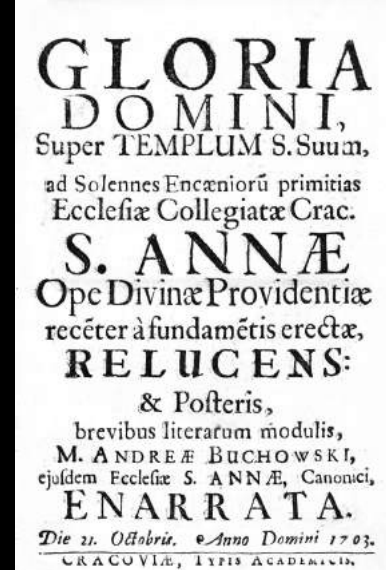 GLORIA
DOMINI,
Super TEMPLUM S. Suum,
ad Solennes Encæniorũ primitias
Eccleſiæ Collegiatæ Crac.
S. ANNÆ
Ope Divinæ Providentiæ
recẽter à fundamẽtis erectæ,
RELUCENS:
& Poſteris,
brevibus literarum modulis,
M. ANDREÆ BUCHOWSKI,
ejuſdem Eccleſiæ S. ANNÆ, Canonici,
ENARRATA.
Die 21. Octobris. Anno Domini 1703.
CRACOVIÆ, TYPIS ACADEMICIS.